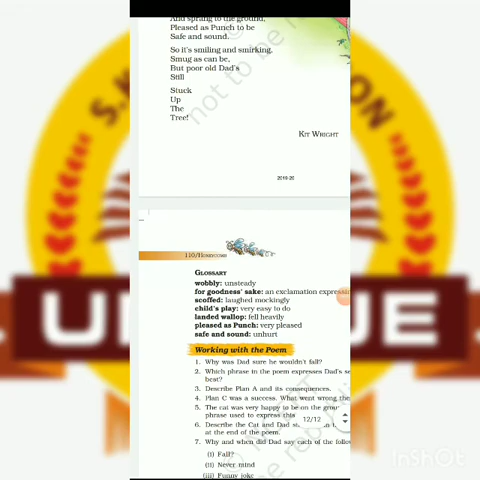 And sprang to the ground,
Pleased as Punch to be
Safe and sound.
So it's smiling and smirking,
Smug as can be,
But poor old Dad's
Still
Stuck
Up
The
Tree!
KIT WRIGHT
2019-20
110/HONEYCOMB
GLOSSARY
wobbly: unsteady
for goodness' sake: an exclamation
scoffed: laughed mockingly
child's play: very easy to do
landed wallop: fell heavily
pleased as Punch: very pleased
safe and sound: unhurt
Working with the Poem
1. Why was Dad sure he wouldn't fall?
2. Which phrase in the poem expresses Dad's
best?
3. Describe Plan A and its consequences.
4. Plan C was a success. What went wrong
5. The cat was very happy to be on the
phrase used to express this
12/12
6. Describe the Cat and Dad
at the end of the poem.
7. Why and when did Dad say each of the
(i) Fall?
(ii) Never mind
(iii) Funny joke
not to be
InShot